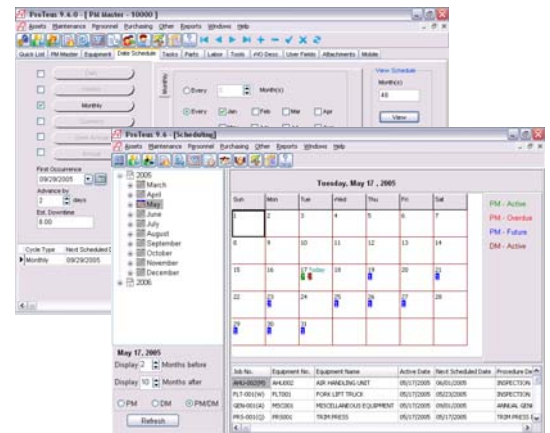 ProTeus 9.6.0 - [ PM Master - 10000 ]
Assets Maintenance Personnel Purchasing Other Reports Windows Help
Quick List PM Master Equipment Date Schedule Tasks Parts Labor Tools Attachments Mobile
User Fields
Monthly
Monthly
Every
Month(s)
Every Jan Feb Mar Apr
View Schedule
Month(s)
48
View
First Occurrence
09/29/2005
Advance by
2 days
Est. Downtime
0.00
Cycle Type Next Scheduled D
Monthly 09/29/2005
ProTeus 9.6 - [Scheduling]
Assets Maintenance Personnel Purchasing Other Reports Windows Help
2005
March
April
May
June
July
August
September
October
November
December
2006
Tuesday, May 17 , 2005
Sun Mon Tue Wed Thu Fri Sat
1 2 3 4 5 6 7
8 9 10 11 12 13 14
15 16 17 Today 18 19 20 21
22 23 24 25 26 27 28
29 30 31
PM - Active
PM - Overdue
PM - Future
DM - Active
May 17, 2005
Display 2 Months before
Display 10 Months after
PM DM PM/DM
Refresh
Job No. Equipment No. Equipment Name Active Date Next Scheduled Date Procedure De
AHU-002(M) AHU002 AIR HANDLING UNIT 05/17/2005 06/01/2005 INSPECTION
FLT-001(W) FLT001 FORK LIFT TRUCK 05/17/2005 05/23/2005 INSPECTION
GEN-001(A) MSC001 MISCELLANEOUS EQUIPMENT 05/17/2005 ANNUAL GEN
PRS-001(Q) PRS001 TRIM PRESS 05/17/2005 TRIM PRESS